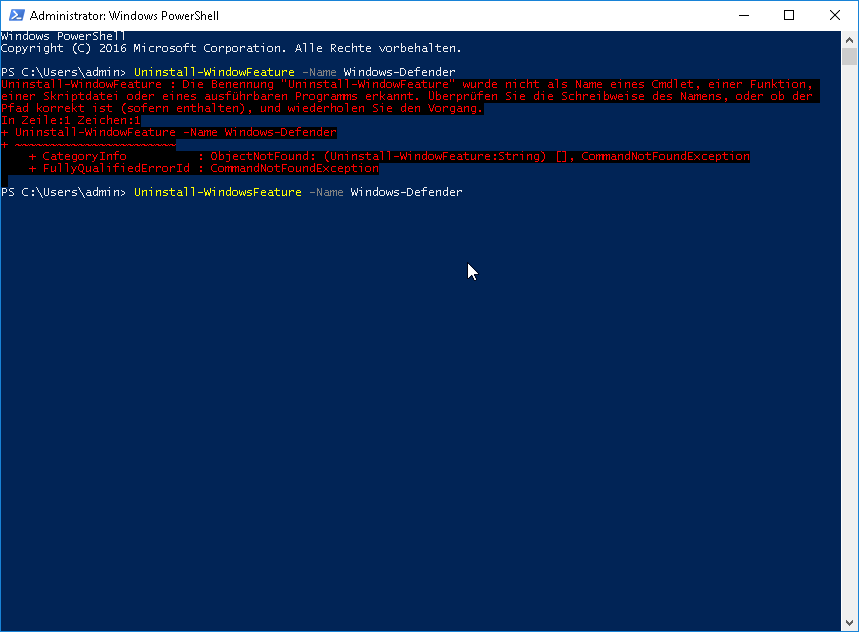 Administrator: Windows PowerShell
Windows PowerShell
Copyright (C) 2016 Microsoft Corporation. Alle Rechte vorbehalten.
PS C:\Users\admin> Uninstall-WindowFeature -Name Windows-Defender
Uninstall-WindowFeature : Die Benennung "Uninstall-WindowFeature" wurde nicht als Name eines Cmdlet, einer Funktion,
einer Skriptdatei oder eines ausführbaren Programms erkannt. Überprüfen Sie die Schreibweise des Namens, oder ob der
Pfad korrekt ist (sofern enthalten), und wiederholen Sie den Vorgang.
In Zeile:1 Zeichen:1
+ Uninstall-WindowFeature -Name Windows-Defender
+ ~~~~~~~~~~~~~~~~~~~~~~~
    + CategoryInfo          : ObjectNotFound: (Uninstall-WindowFeature:String) [], CommandNotFoundException
    + FullyQualifiedErrorId : CommandNotFoundException
PS C:\Users\admin> Uninstall-WindowsFeature -Name Windows-Defender